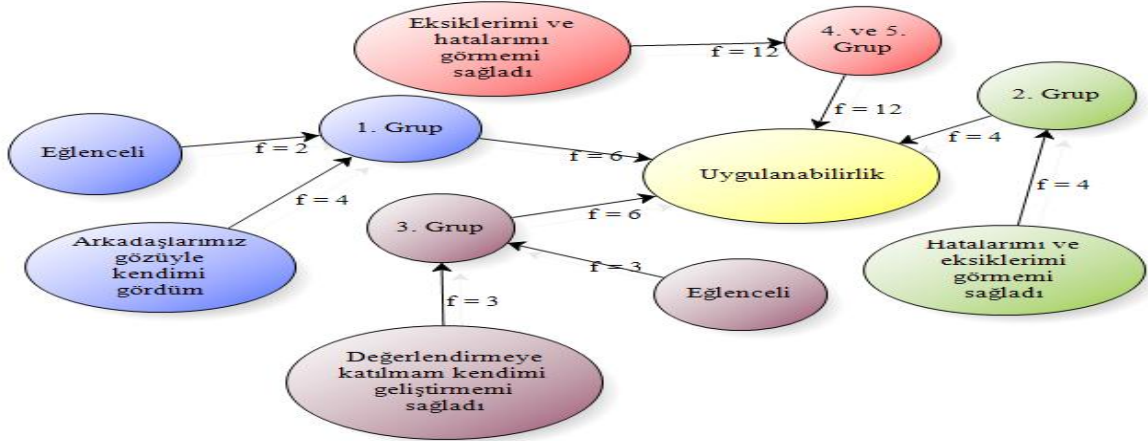 Eksiklerimi ve
hatalarımı
görmemi
sağladı
f = 12
4. ve 5.
Grup
f = 12
2. Grup
f = 4
f = 4
Hatalarımı ve
eksiklerimi
görmemi
sağladı
Eğlenceli
f = 2
1. Grup
f = 6
Uygulanabilirlik
f = 4
Arkadaşlarımız
gözüyle
kendimi
gördüm
3. Grup
f = 6
f = 3
Eğlenceli
f = 3
Değerlendirmeye
katılmam kendimi
geliştirmemi
sağladı